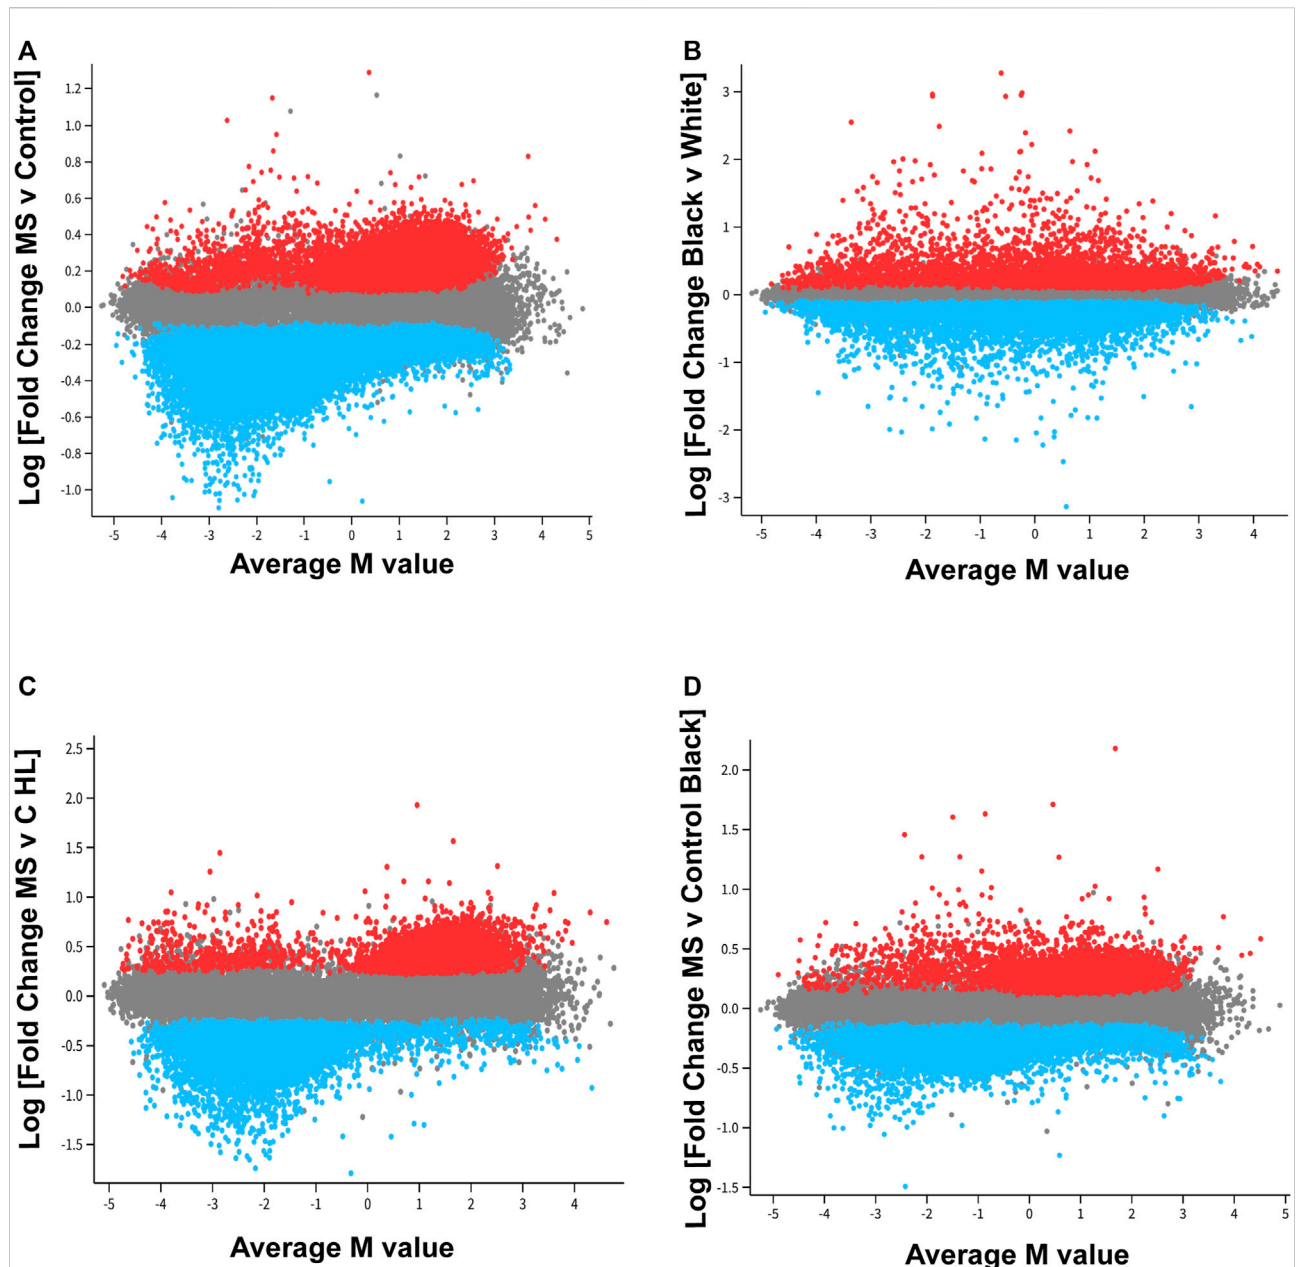 A
Log [Fold Change MS v Control]
1.2
1.0
0.8
0.6
0.4
0.2
0.0
-0.2
-0.4
-0.6
-0.8
-1.0
-5 -4 -3 -2 -1 0 1 2 3 4 5
Average M value
B
Log [Fold Change Black v White]
3
2
1
0
-1
-2
-3
-5 -4 -3 -2 -1 0 1 2 3 4
Average M value
C
Log [Fold Change MS v C HL]
2.5
2.0
1.5
1.0
0.5
0.0
-0.5
-1.0
-1.5
-5 -4 -3 -2 -1 0 1 2 3 4
Average M value
D
Log [Fold Change MS v Control Black]
2.0
1.5
1.0
0.5
0.0
-0.5
-1.0
-1.5
-5 -4 -3 -2 -1 0 1 2 3 4 5
Average M value